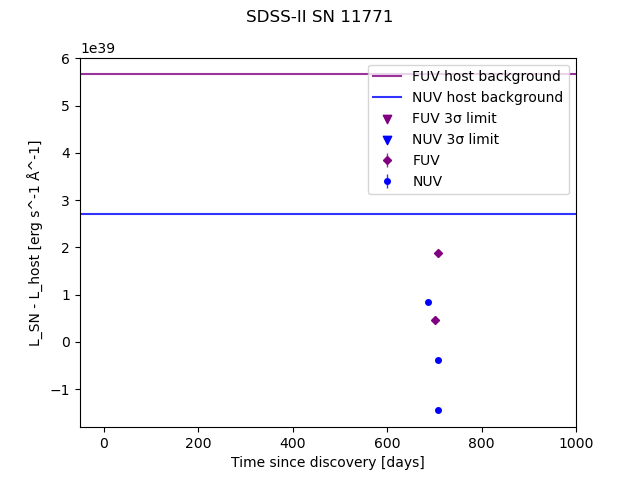 SDSS-II SN 11771
1e39
6
5
4
3
2
1
0
−1
L_SN - L_host [erg s^-1 Å^-1]
FUV host background
NUV host background
FUV 3σ limit
NUV 3σ limit
FUV
NUV
0 200 400 600 800 1000
Time since discovery [days]